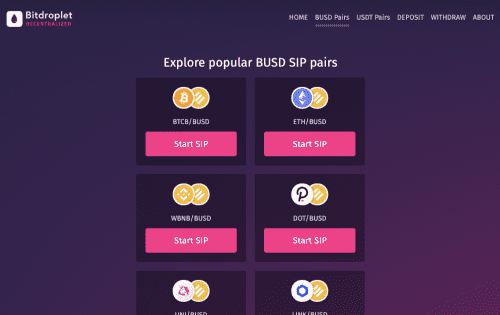 Bitdroplet
DECENTRALIZED
HOME BUSD Pairs USDT Pairs DEPOSIT WITHDRAW ABOUT
Explore popular BUSD SIP pairs
BTCB/BUSD ETH/BUSD
Start SIP Start SIP
WBNB/BUSD DOT/BUSD
Start SIP Start SIP
UNI/BUSD LINK/BUSD